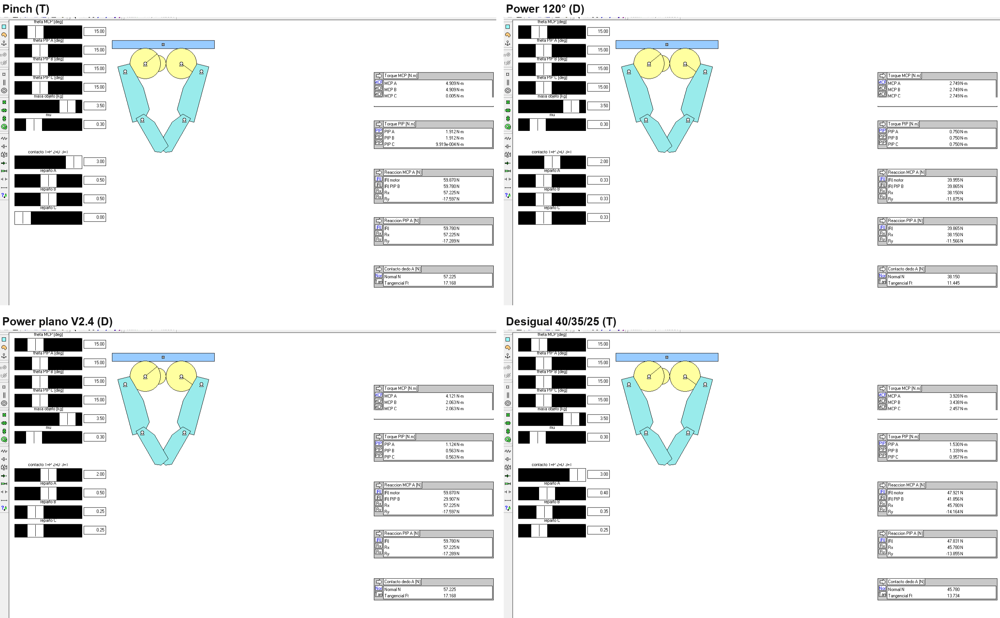 Pinch (T)
theta MCP [deg]
15.00
theta PIP A [deg]
15.00
theta PIP B [deg]
15.00
theta PIP C [deg]
15.00
masa objeto [kg]
3.50
mu
0.30
contacto 1=P 2=D 3=T
3.00
reparto A
0.50
reparto B
0.50
reparto C
0.00
Torque MCP [N.m]
MCP A 4.909 N-m
MCP B 4.909 N-m
MCP C 0.005 N-m
Torque PIP [N.m]
PIP A 1.912 N-m
PIP B 1.912 N-m
PIP C 9.919e-004 N-m
Reaccion MCP A [N]
|R| motor 59.870 N
|R| PIP B 59.780 N
Rx 57.225 N
Ry -17.597 N
Reaccion PIP A [N]
|R| 59.780 N
Rx 57.225 N
Ry -17.289 N
Contacto dedo A [N]
Normal N 57.225
Tangencial Ft 17.168
Power 120° (D)
theta MCP [deg]
15.00
theta PIP A [deg]
15.00
theta PIP B [deg]
15.00
theta PIP C [deg]
15.00
masa objeto [kg]
3.50
mu
0.30
contacto 1=P 2=D 3=T
2.00
reparto A
0.33
reparto B
0.33
reparto C
0.33
Torque MCP [N.m]
MCP A 2.749 N-m
MCP B 2.749 N-m
MCP C 2.749 N-m
Torque PIP [N.m]
PIP A 0.750 N-m
PIP B 0.750 N-m
PIP C 0.750 N-m
Reaccion MCP A [N]
|R| motor 39.955 N
|R| PIP B 39.865 N
Rx 38.150 N
Ry -11.875 N
Reaccion PIP A [N]
|R| 39.865 N
Rx 38.150 N
Ry -11.566 N
Contacto dedo A [N]
Normal N 38.150
Tangencial Ft 11.445
Power plano V2.4 (D)
theta MCP [deg]
15.00
theta PIP A [deg]
15.00
theta PIP B [deg]
15.00
theta PIP C [deg]
15.00
masa objeto [kg]
3.50
mu
0.30
contacto 1=P 2=D 3=T
2.00
reparto A
0.50
reparto B
0.25
reparto C
0.25
Torque MCP [N.m]
MCP A 4.121 N-m
MCP B 2.063 N-m
MCP C 2.063 N-m
Torque PIP [N.m]
PIP A 1.124 N-m
PIP B 0.563 N-m
PIP C 0.563 N-m
Reaccion MCP A [N]
|R| motor 59.870 N
|R| PIP B 29.907 N
Rx 57.225 N
Ry -17.597 N
Reaccion PIP A [N]
|R| 59.780 N
Rx 57.225 N
Ry -17.289 N
Contacto dedo A [N]
Normal N 57.225
Tangencial Ft 17.168
Desigual 40/35/25 (T)
theta MCP [deg]
15.00
theta PIP A [deg]
15.00
theta PIP B [deg]
15.00
theta PIP C [deg]
15.00
masa objeto [kg]
3.50
mu
0.30
contacto 1=P 2=D 3=T
3.00
reparto A
0.40
reparto B
0.35
reparto C
0.25
Torque MCP [N.m]
MCP A 3.928 N-m
MCP B 3.438 N-m
MCP C 2.457 N-m
Torque PIP [N.m]
PIP A 1.530 N-m
PIP B 1.339 N-m
PIP C 0.957 N-m
Reaccion MCP A [N]
|R| motor 47.921 N
|R| PIP B 41.856 N
Rx 45.780 N
Ry -14.164 N
Reaccion PIP A [N]
|R| 47.831 N
Rx 45.780 N
Ry -13.855 N
Contacto dedo A [N]
Normal N 45.780
Tangencial Ft 13.734